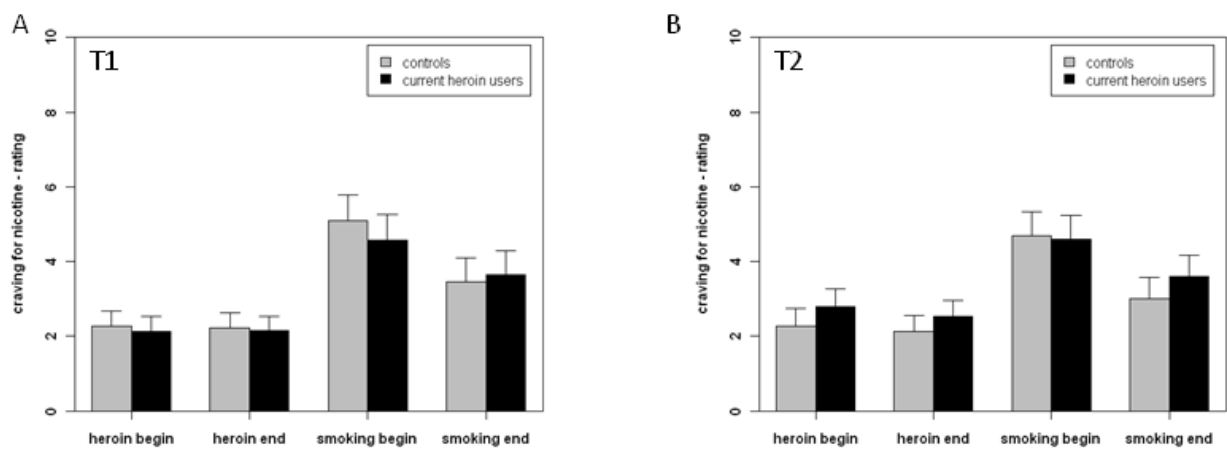 A
T1
controls
current heroin users
craving for nicotine - rating
10
8
6
4
2
0
heroin begin
heroin end
smoking begin
smoking end
B
T2
controls
current heroin users
craving for nicotine - rating
10
8
6
4
2
0
heroin begin
heroin end
smoking begin
smoking end